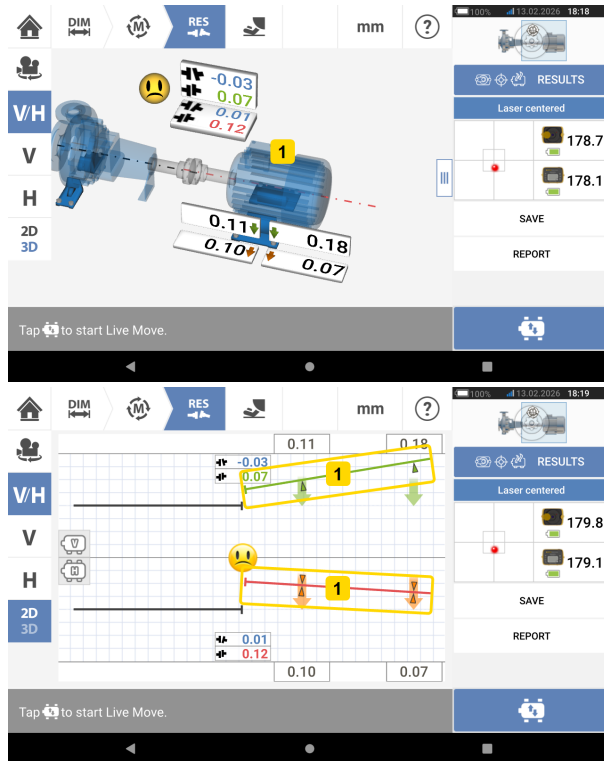 100% 13.02.2026 18:18
DIM M RES mm ?
RESULTS
Laser centered
V/H
V
H
2D
3D
-0.03
0.07
0.01
0.12
1
0.11
0.18
0.10
0.07
178.7
178.1
SAVE
REPORT
Tap to start Live Move.
100% 13.02.2026 18:19
DIM M RES mm ?
RESULTS
Laser centered
V/H
V
H
2D
3D
0.11 0.18
-0.03
0.07
1
V
H
1
0.01
0.12
0.10 0.07
179.8
179.1
SAVE
REPORT
Tap to start Live Move.